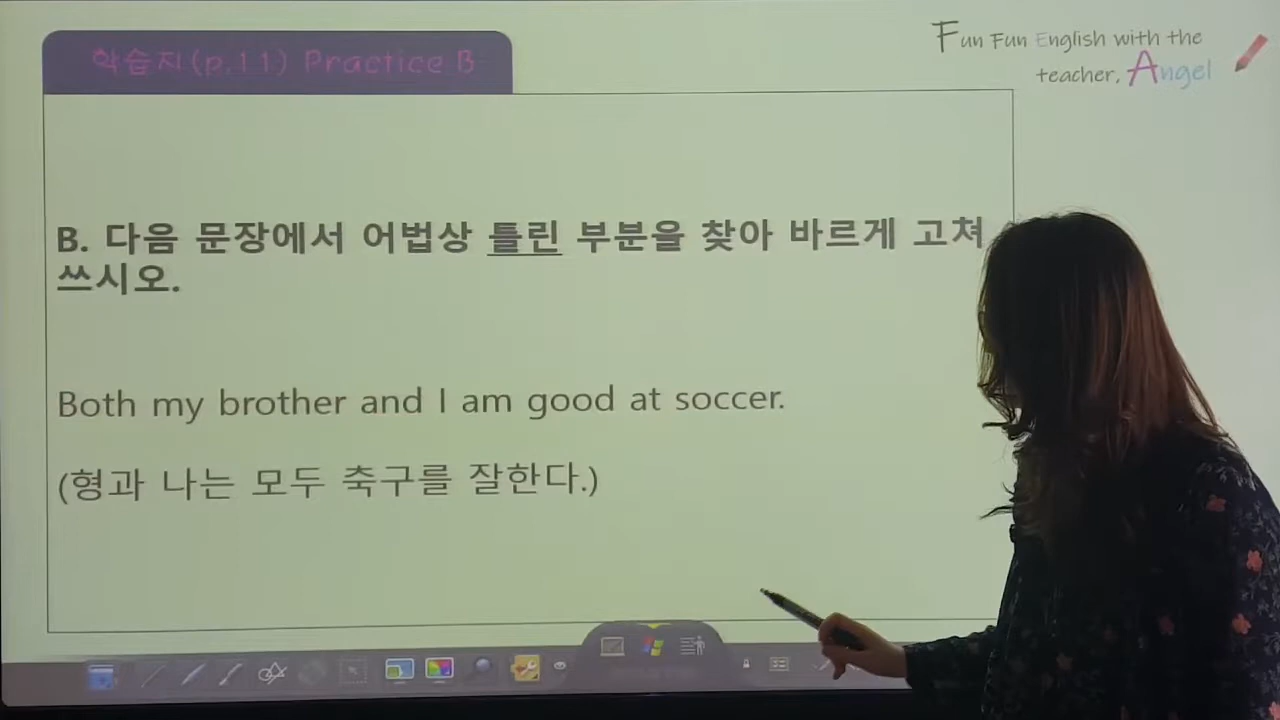 학습지(p.11) Practice B
Fun Fun English with the
teacher, Angel
B. 다음 문장에서 어법상 틀린 부분을 찾아 바르게 고쳐
쓰시오.
Both my brother and I am good at soccer.
(형과 나는 모두 축구를 잘한다.)